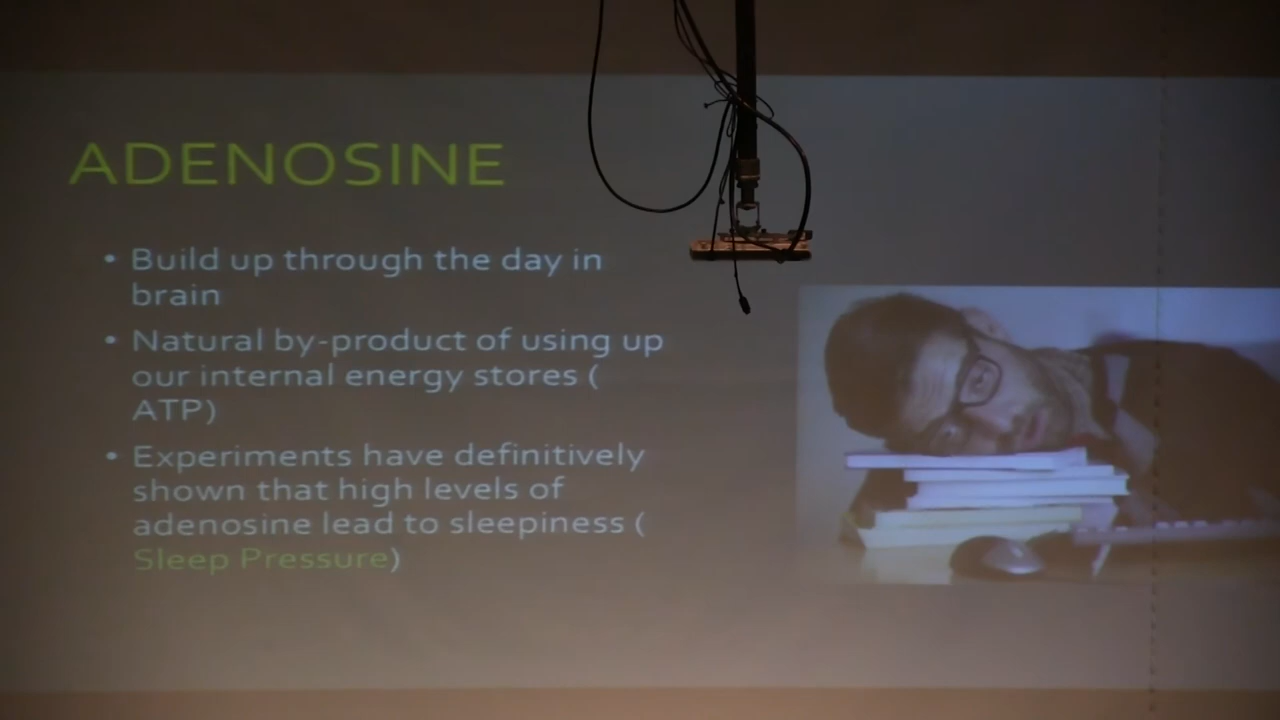 ADENOSINE
• Build up through the day in
brain
• Natural by-product of using up
our internal energy stores (
ATP)
• Experiments have definitively
shown that high levels of
adenosine lead to sleepiness (
Sleep Pressure)